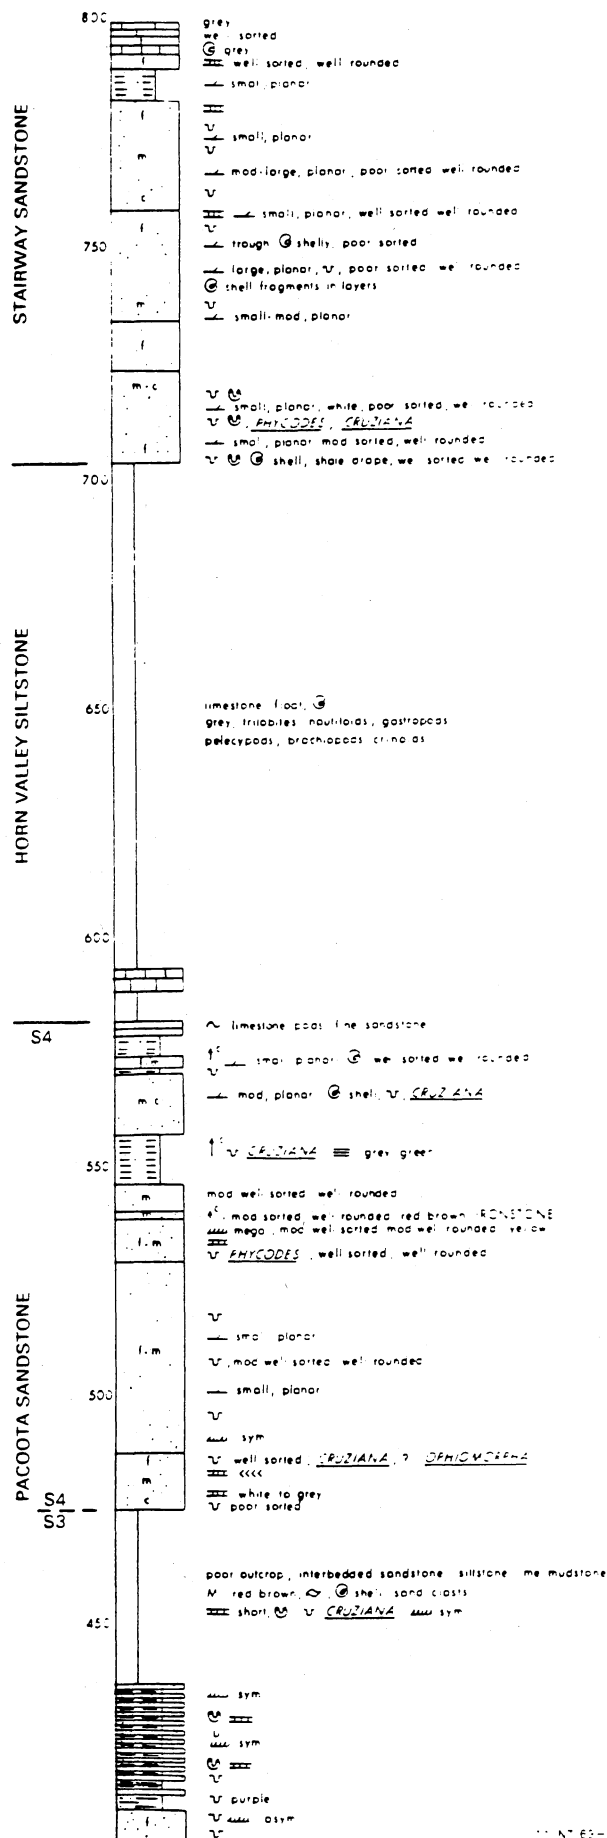 800
grey
well sorted
grey
f well sorted, well rounded
small, planar
f
small, planar
m
mod-large, planar, poor sorted well rounded
c
small, planar, well sorted well rounded
f
750 trough shelly, poor sorted
large, planar, poor sorted well rounded
shell fragments in layers
m
small-mod, planar
f
STAIRWAY SANDSTONE
m-c
small, planar, white, poor sorted, well rounded
PHYCODES, CRUZIANA
small, planar mod sorted, well rounded
f
shell, shale drape, well sorted well rounded
700
HORN VALLEY SILTSTONE
650 limestone float,
grey, trilobites nautiloids, gastropods
pelecypods, brachiopods crinoids
600
S4
limestone pods fine sandstone
c small planar well sorted well rounded
m
m c mod, planar shell, CRUZIANA
550 c CRUZIANA grey green
m mod well sorted well rounded
m c mod sorted, well rounded red brown IRONSTONE
mega, mod well sorted mod well rounded yellow
f-m
PHYCODES, well sorted, well rounded
PACOOTA SANDSTONE
small planar
f-m mod well sorted well rounded
500 small, planar
sym
f well sorted, CRUZIANA, ? OPHIOMORPHA
m <<<<
c white to grey
S4 poor sorted
S3
poor outcrop, interbedded sandstone siltstone lime mudstone
M red brown, shell sand clasts
450 short, CRUZIANA sym
sym
sym
purple
f asym